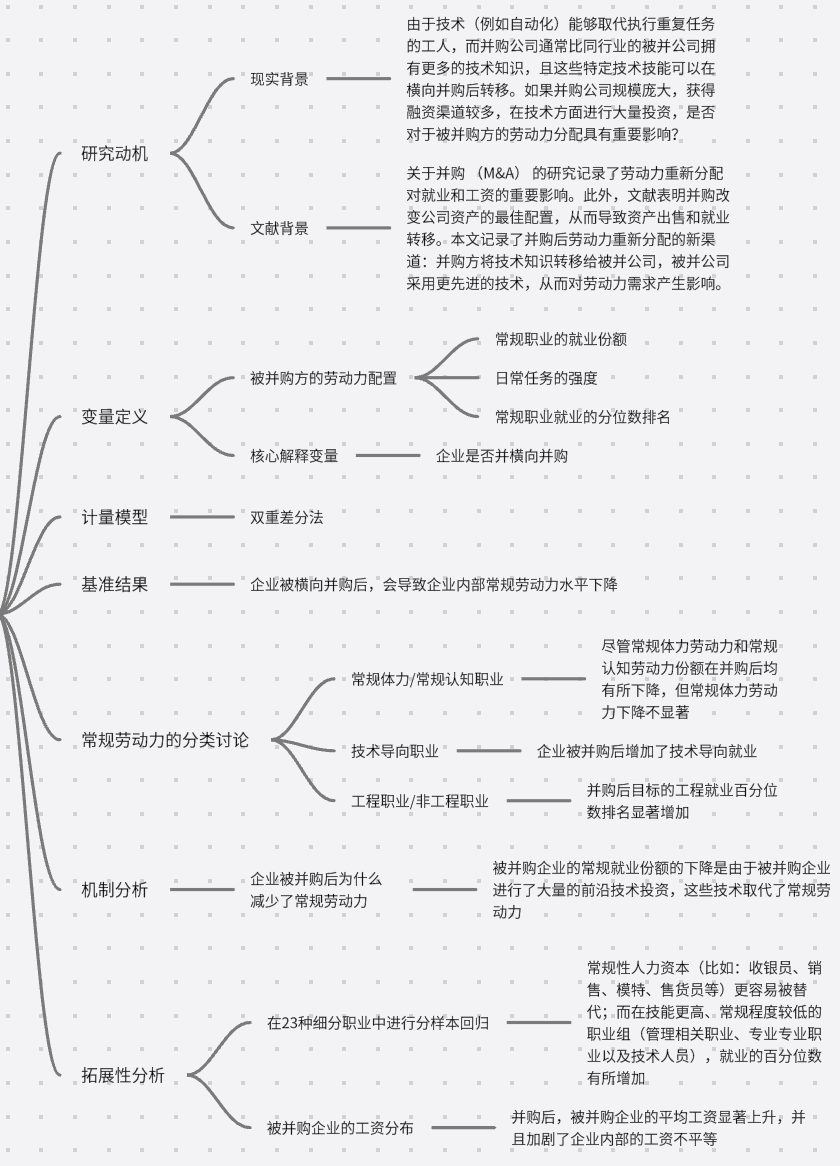 研究动机
现实背景
由于技术（例如自动化）能够取代执行重复任务
的工人，而并购公司通常比同行业的被并公司拥
有更多的技术知识，且这些特定技术技能可以在
横向并购后转移。如果并购公司规模庞大，获得
融资渠道较多，在技术方面进行大量投资，是否
对于被并购方的劳动力分配具有重要影响？
文献背景
关于并购 （M&A） 的研究记录了劳动力重新分配
对就业和工资的重要影响。此外，文献表明并购改
变公司资产的最佳配置，从而导致资产出售和就业
转移。本文记录了并购后劳动力重新分配的新渠
道：并购方将技术知识转移给被并公司，被并公司
采用更先进的技术，从而对劳动力需求产生影响。
变量定义
被并购方的劳动力配置
常规职业的就业份额
日常任务的强度
常规职业就业的分位数排名
核心解释变量
企业是否并横向并购
计量模型
双重差分法
基准结果
企业被横向并购后，会导致企业内部常规劳动力水平下降
常规劳动力的分类讨论
常规体力/常规认知职业
尽管常规体力劳动力和常规
认知劳动力份额在并购后均
有所下降，但常规体力劳动
力下降不显著
技术导向职业
企业被并购后增加了技术导向就业
工程职业/非工程职业
并购后目标的工程就业百分位
数排名显著增加
机制分析
企业被并购后为什么
减少了常规劳动力
被并购企业的常规就业份额的下降是由于被并购企业
进行了大量的前沿技术投资，这些技术取代了常规劳
动力
拓展性分析
在23种细分职业中进行分样本回归
常规性人力资本（比如：收银员、销
售、模特、售货员等）更容易被替
代；而在技能更高、常规程度较低的
职业组（管理相关职业、专业专业职
业以及技术人员），就业的百分位数
有所增加
被并购企业的工资分布
并购后，被并购企业的平均工资显著上升，并
且加剧了企业内部的工资不平等